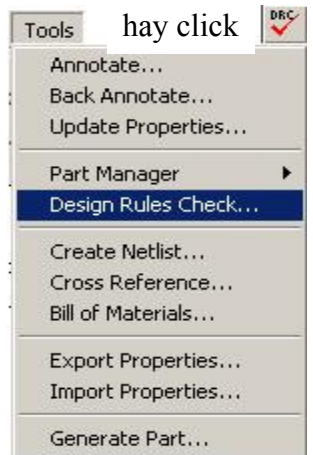 Tools hay click DRC
Annotate...
Back Annotate...
Update Properties...
Part Manager
Design Rules Check...
Create Netlist...
Cross Reference...
Bill of Materials...
Export Properties...
Import Properties...
Generate Part...